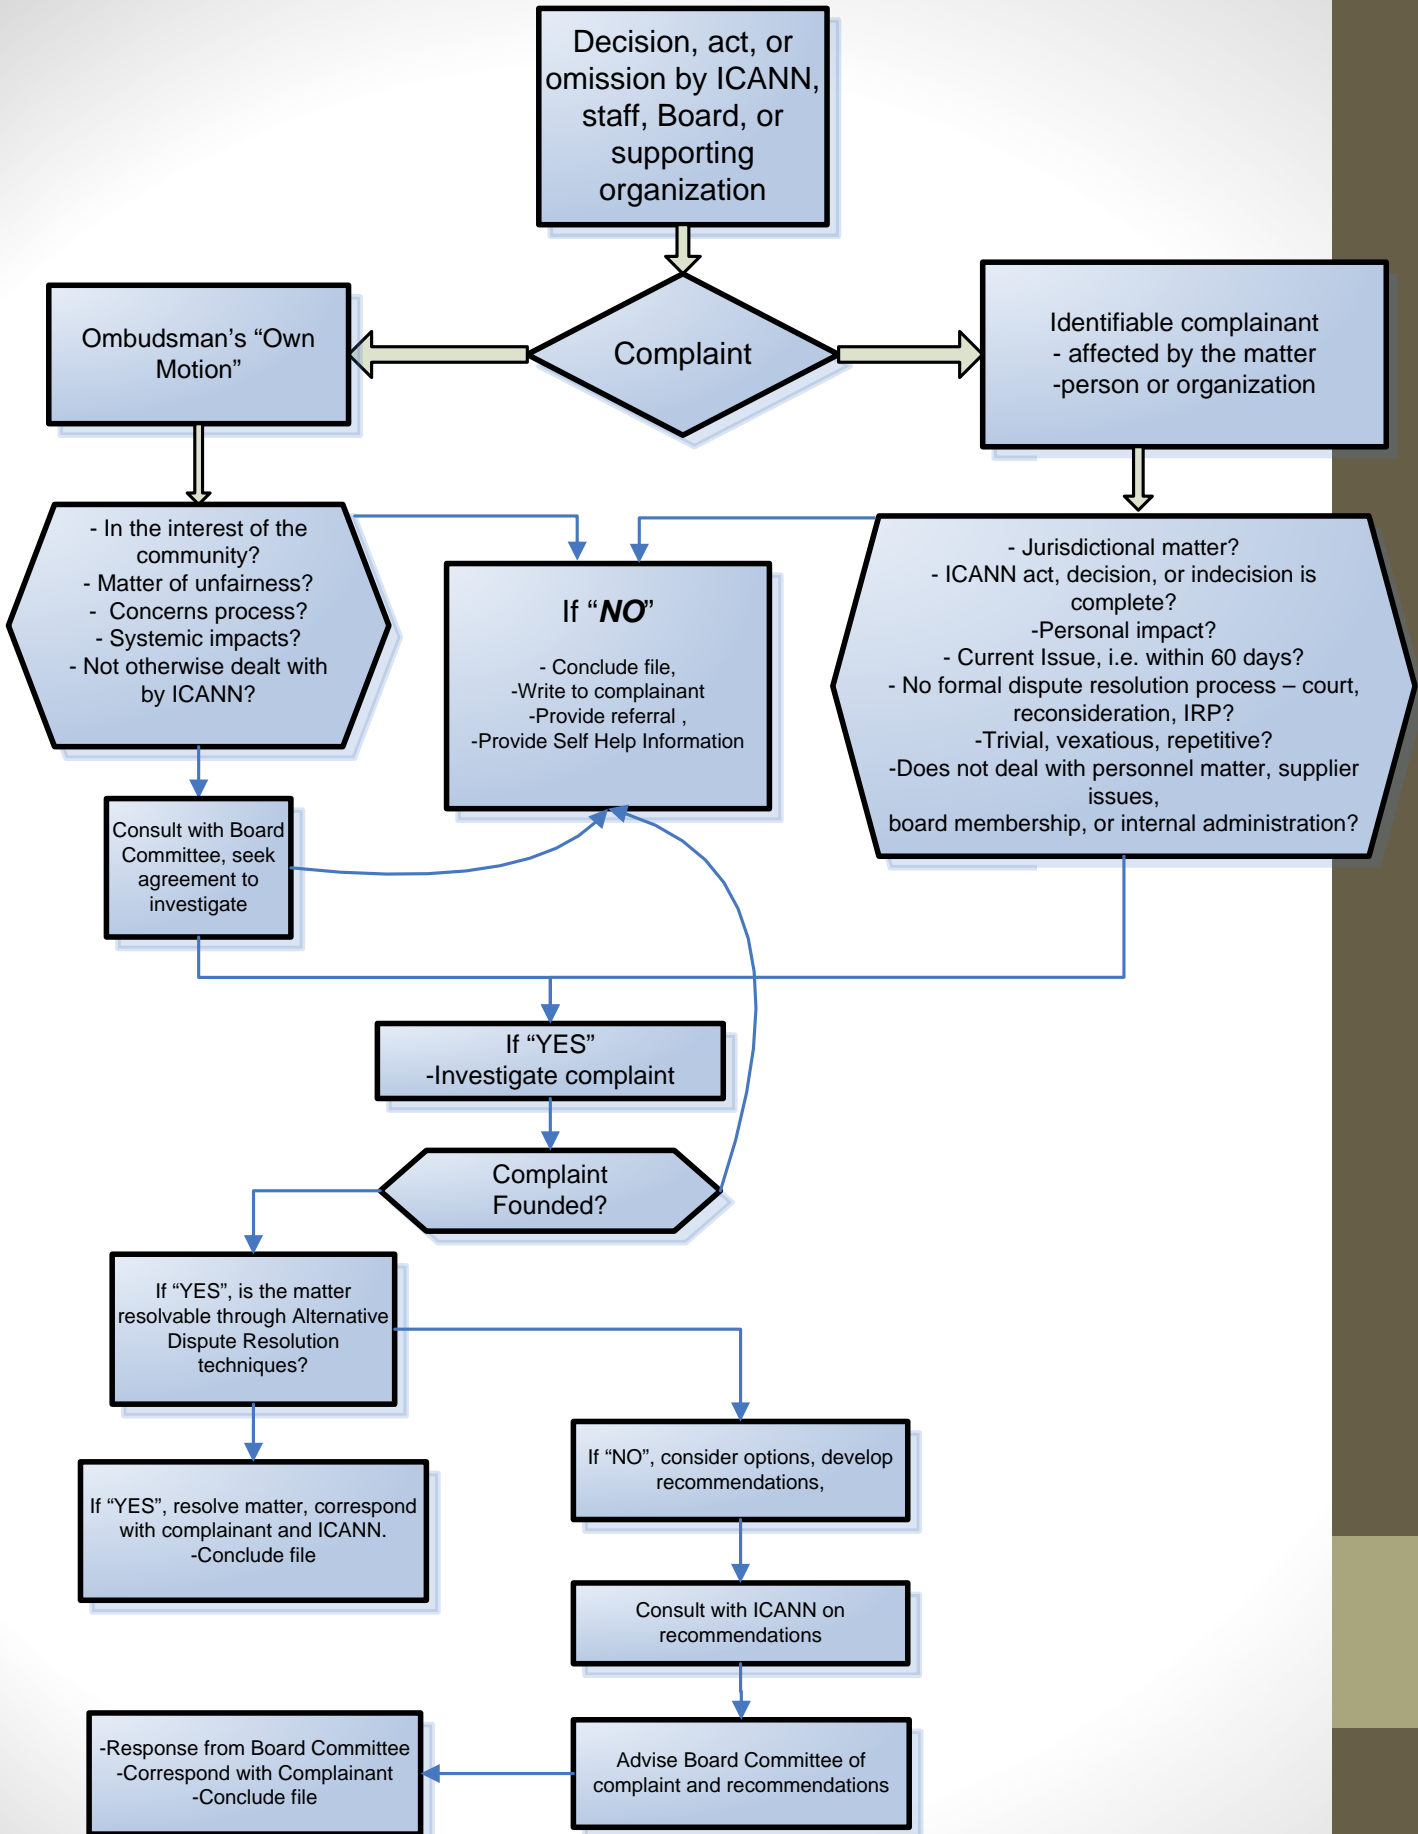 Decision, act, or
omission by ICANN,
staff, Board, or
supporting
organization
Complaint
Ombudsman's “Own
Motion”
Identifiable complainant
- affected by the matter
-person or organization
- In the interest of the
community?
- Matter of unfairness?
- Concerns process?
- Systemic impacts?
- Not otherwise dealt with
by ICANN?
If “NO”
- Conclude file,
-Write to complainant
-Provide referral ,
-Provide Self Help Information
- Jurisdictional matter?
- ICANN act, decision, or indecision is
complete?
-Personal impact?
- Current Issue, i.e. within 60 days?
- No formal dispute resolution process – court,
reconsideration, IRP?
-Trivial, vexatious, repetitive?
-Does not deal with personnel matter, supplier
issues,
board membership, or internal administration?
Consult with Board
Committee, seek
agreement to
investigate
If “YES”
-Investigate complaint
Complaint
Founded?
If “YES”, is the matter
resolvable through Alternative
Dispute Resolution
techniques?
If “NO”, consider options, develop
recommendations,
If “YES”, resolve matter, correspond
with complainant and ICANN.
-Conclude file
Consult with ICANN on
recommendations
Advise Board Committee of
complaint and recommendations
-Response from Board Committee
-Correspond with Complainant
-Conclude file